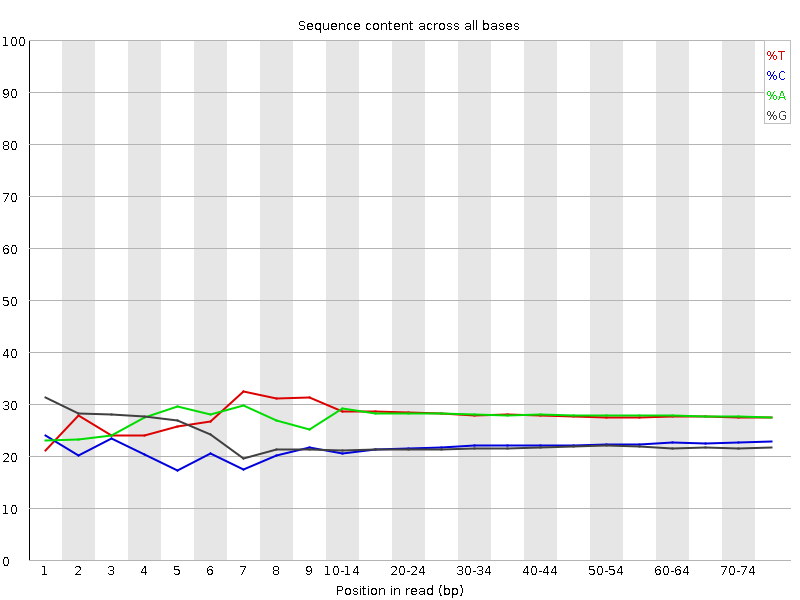 Sequence content across all bases
100
90
80
70
60
50
40
30
20
10
0
%T
%C
%A
%G
1 2 3 4 5 6 7 8 9 10-14 20-24 30-34 40-44 50-54 60-64 70-74
Position in read (bp)